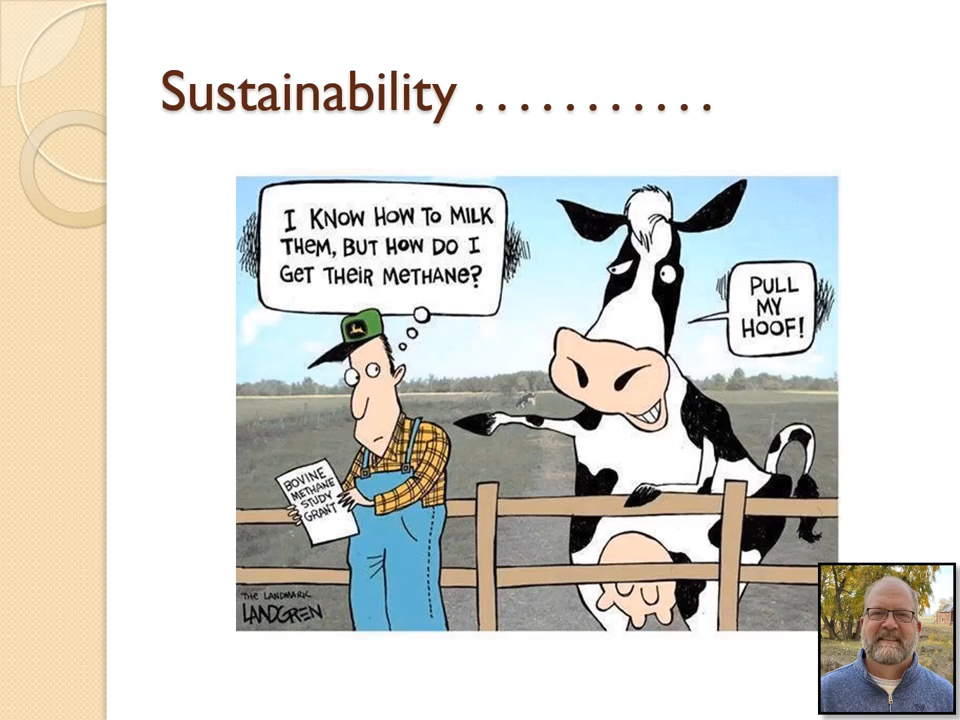 Sustainability . . . . . . . . . . .
I KNOW HOW TO MILK
THEM, BUT HOW DO I
GET THEIR METHANE?
PULL
MY
HOOF!
BOVINE
METHANE
STUDY
GRANT
THE LANDMARK
LANDGREN